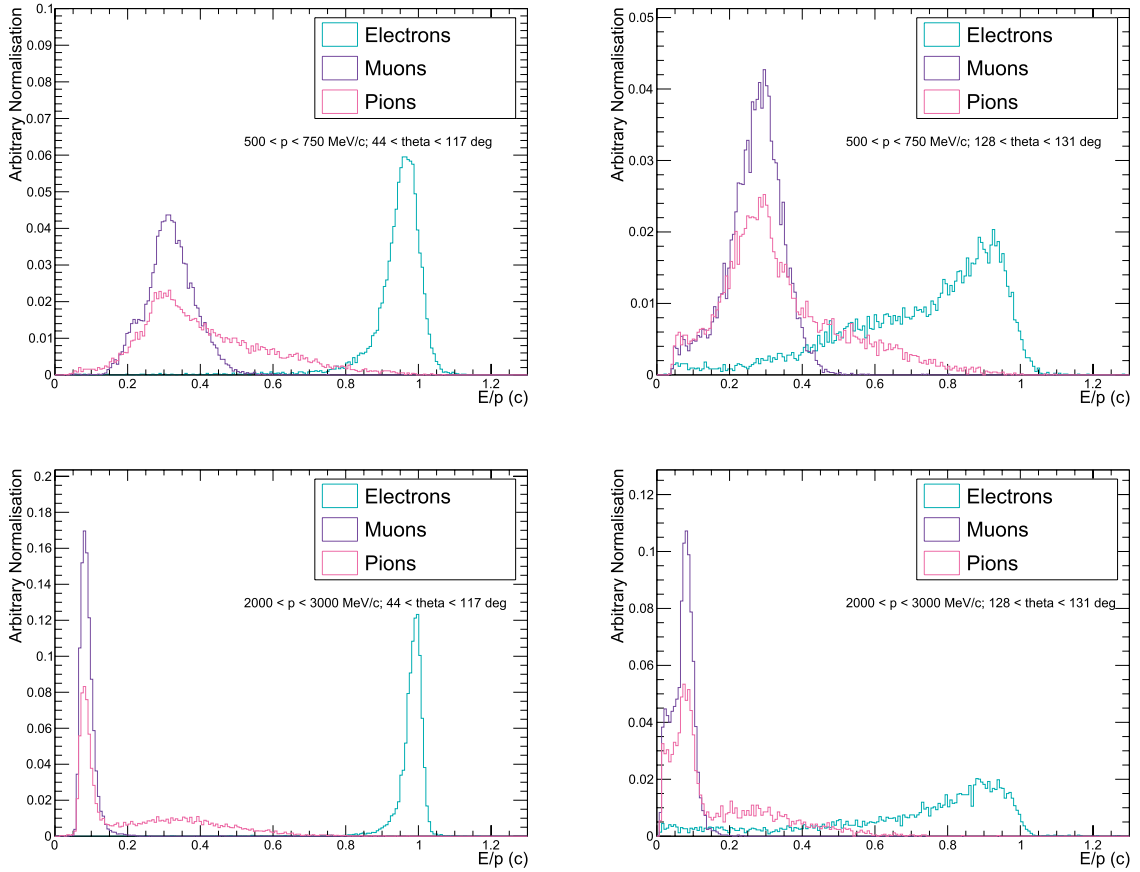 0.1
0.09
0.08
0.07
0.06
0.05
0.04
0.03
0.02
0.01
0
Arbitrary Normalisation
Electrons
Muons
Pions
500 < p < 750 MeV/c; 44 < theta < 117 deg
0 0.2 0.4 0.6 0.8 1 1.2
E/p (c)
0.05
0.04
0.03
0.02
0.01
0
Arbitrary Normalisation
Electrons
Muons
Pions
500 < p < 750 MeV/c; 128 < theta < 131 deg
0 0.2 0.4 0.6 0.8 1 1.2
E/p (c)
0.2
0.18
0.16
0.14
0.12
0.1
0.08
0.06
0.04
0.02
0
Arbitrary Normalisation
Electrons
Muons
Pions
2000 < p < 3000 MeV/c; 44 < theta < 117 deg
0 0.2 0.4 0.6 0.8 1 1.2
E/p (c)
0.12
0.1
0.08
0.06
0.04
0.02
0
Arbitrary Normalisation
Electrons
Muons
Pions
2000 < p < 3000 MeV/c; 128 < theta < 131 deg
0 0.2 0.4 0.6 0.8 1 1.2
E/p (c)